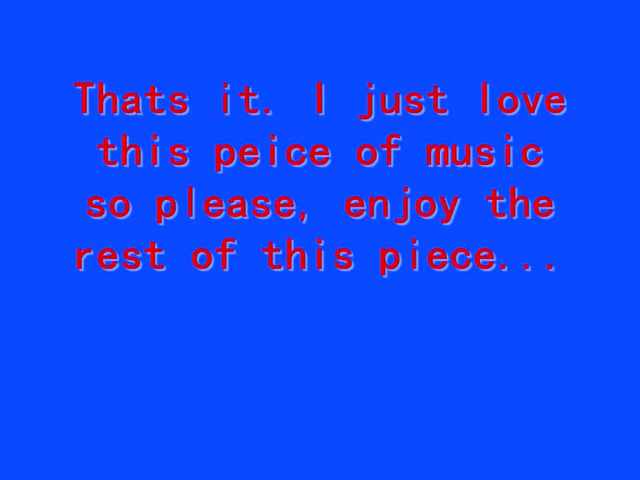 Thats it. I just love
this peice of music
so please, enjoy the
rest of this piece...